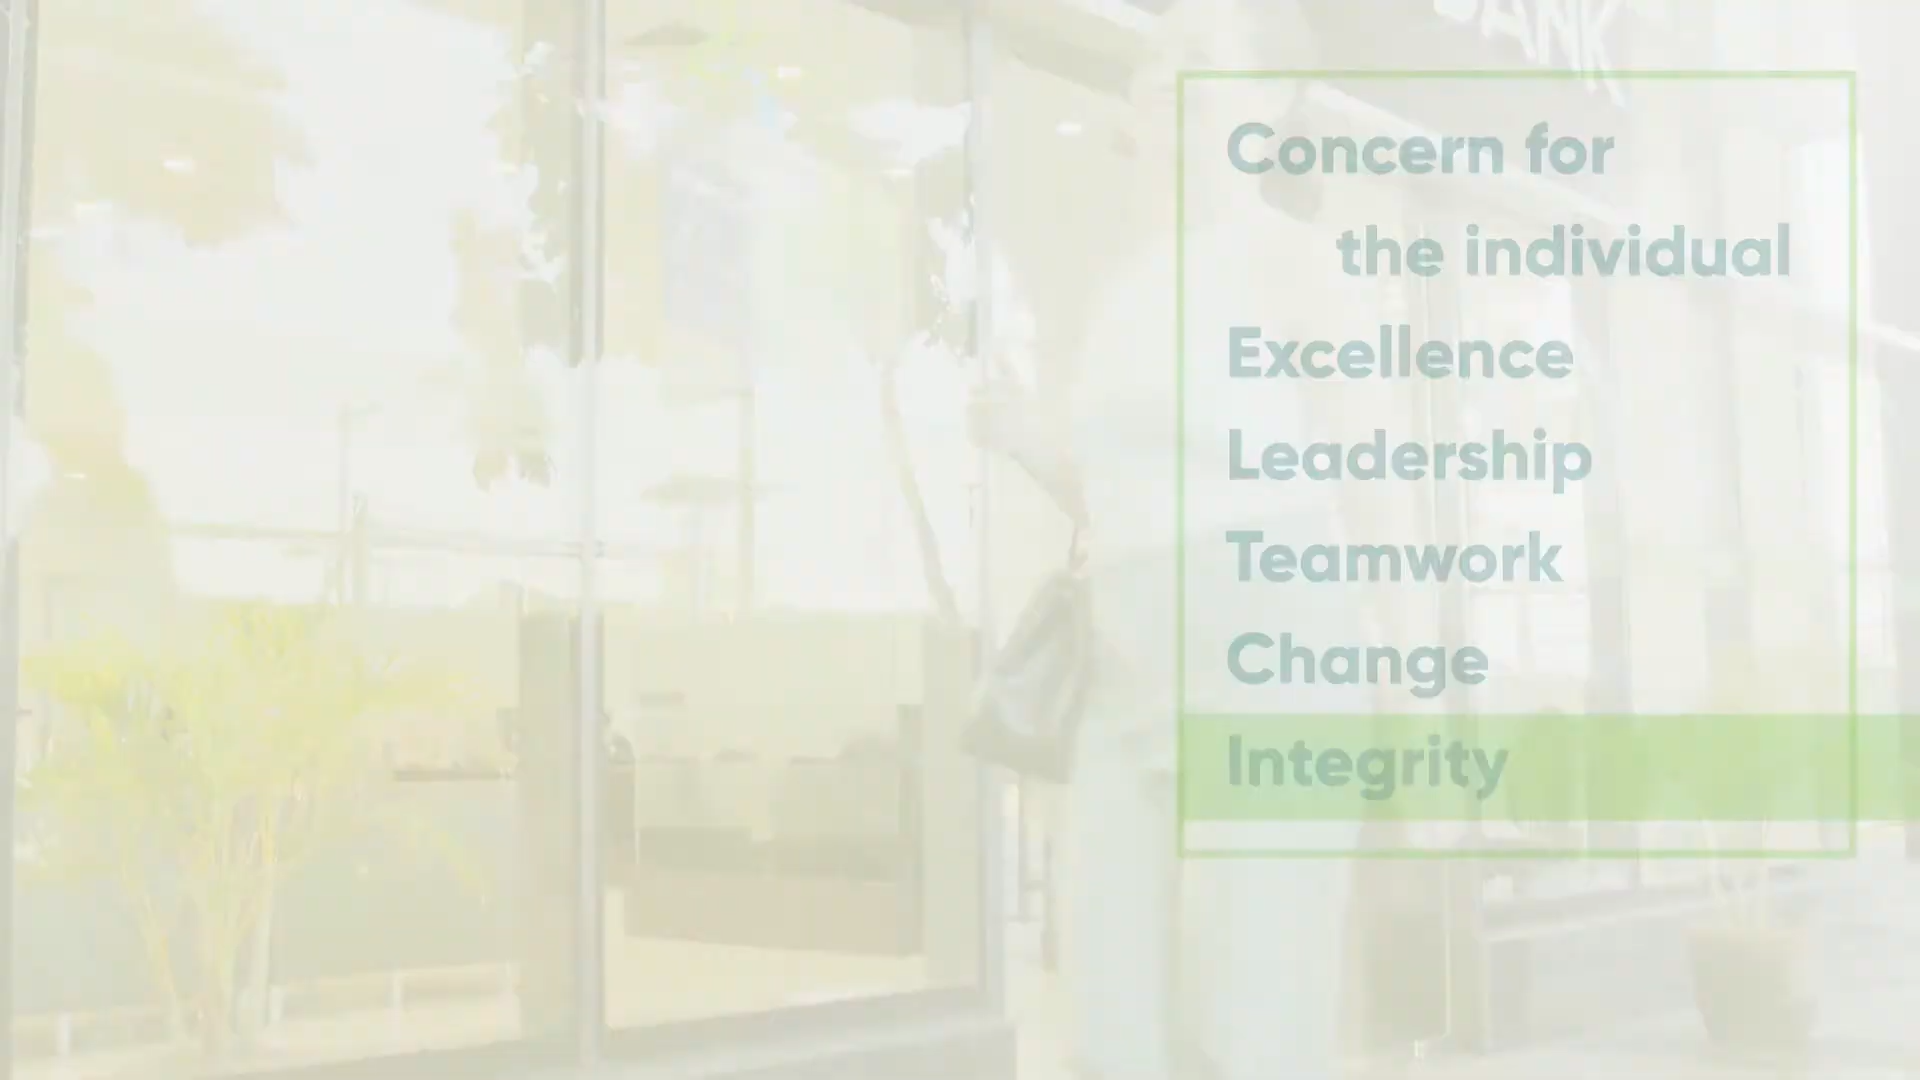 Concern for
the individual
Excellence
Leadership
Teamwork
Change
Integrity